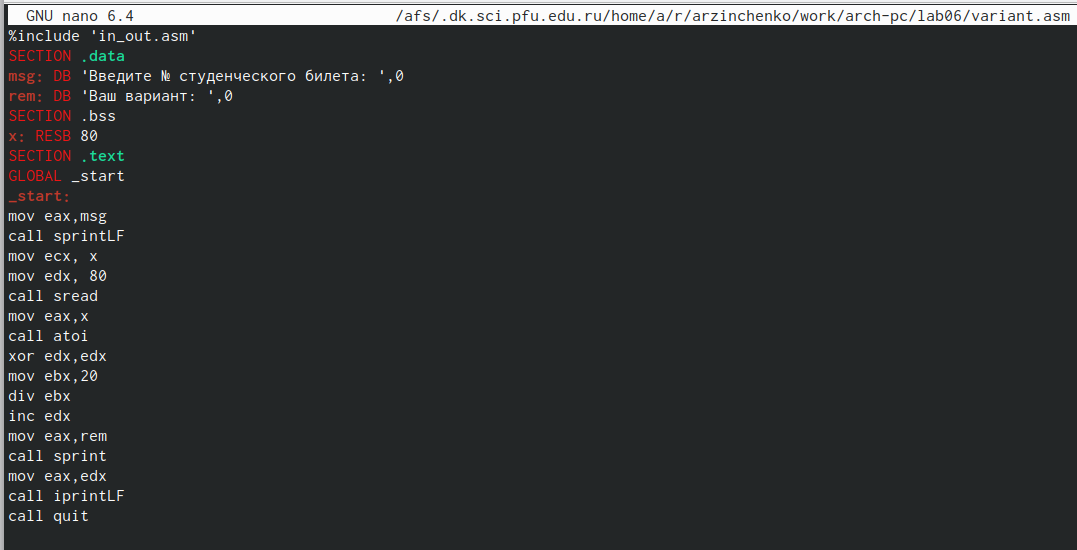 GNU nano 6.4 /afs/.dk.sci.pfu.edu.ru/home/a/r/arzinchenko/work/arch-pc/lab06/variant.asm
%include 'in_out.asm'
SECTION .data
msg: DB 'Введите № студенческого билета: ',0
rem: DB 'Ваш вариант: ',0
SECTION .bss
x: RESB 80
SECTION .text
GLOBAL _start
_start:
mov eax,msg
call sprintLF
mov ecx, x
mov edx, 80
call sread
mov eax,x
call atoi
xor edx,edx
mov ebx,20
div ebx
inc edx
mov eax,rem
call sprint
mov eax,edx
call iprintLF
call quit